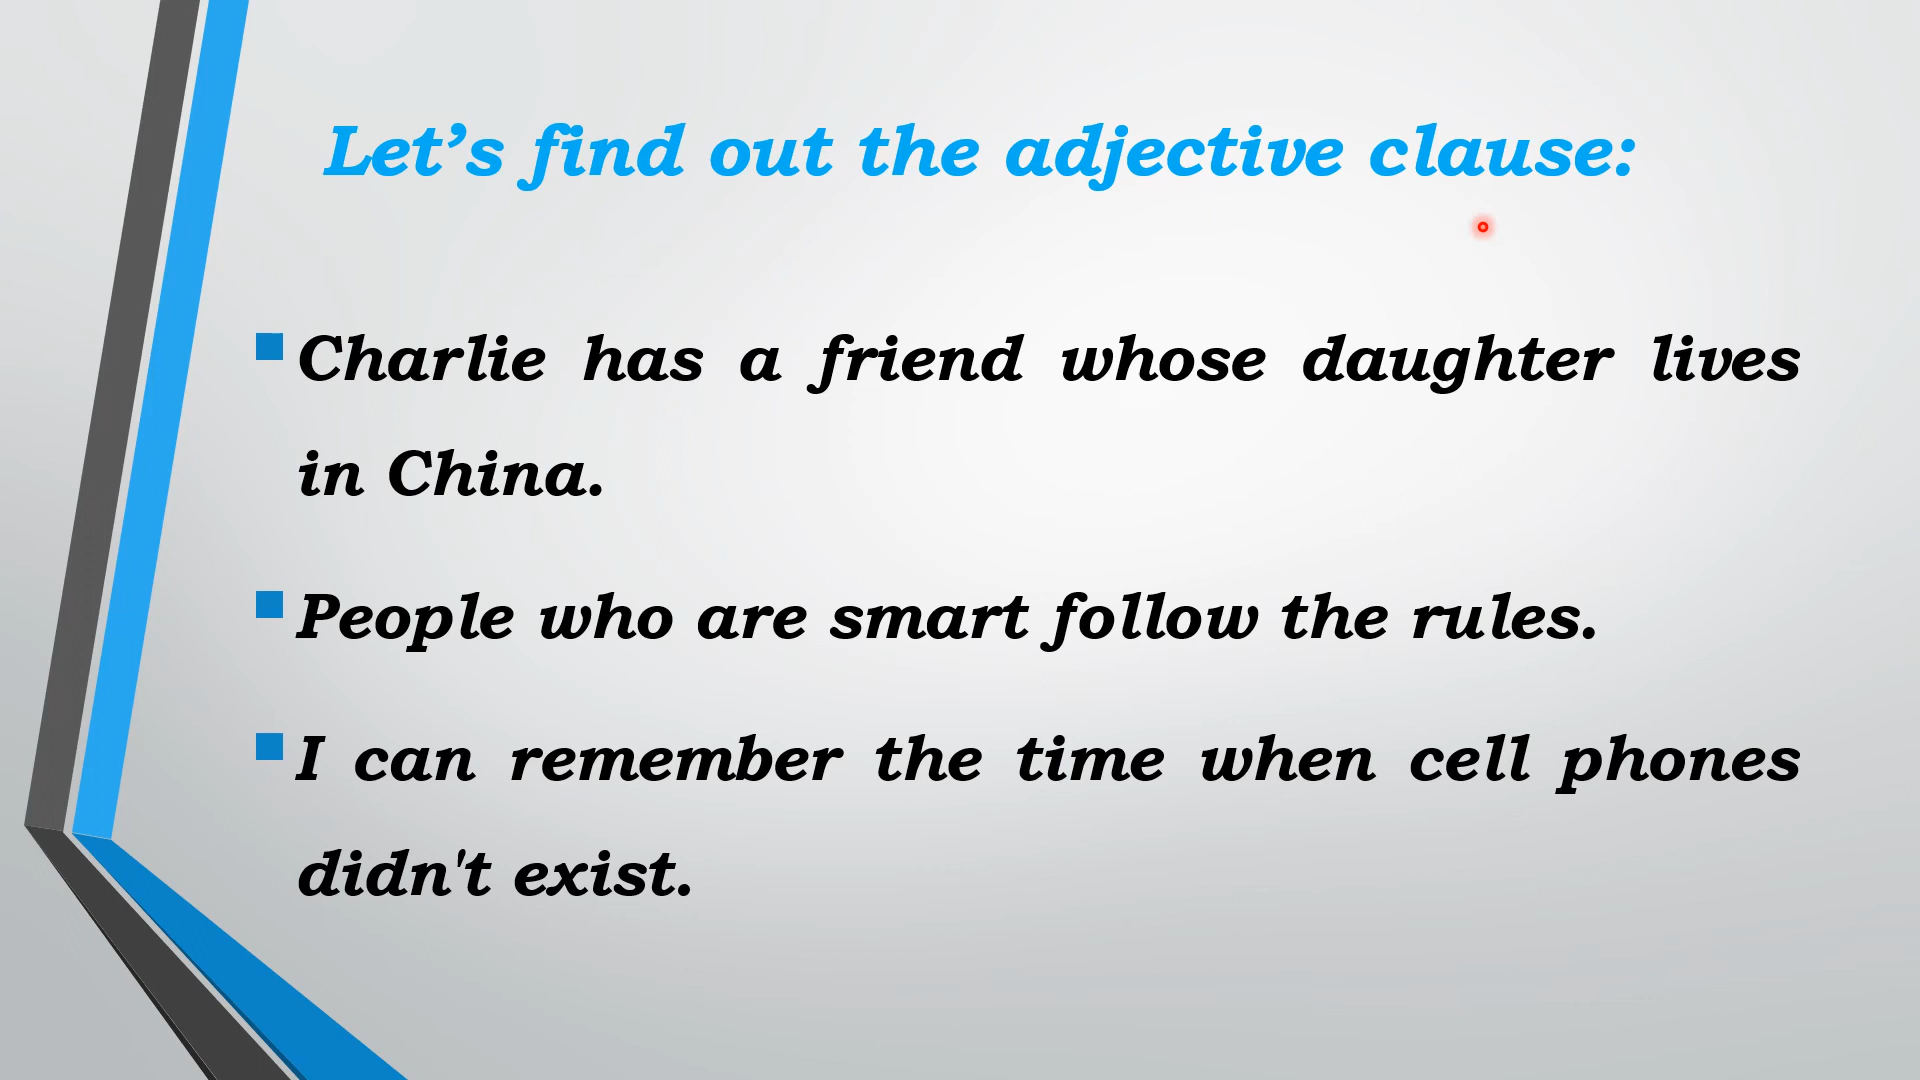 Let’s find out the adjective clause:
Charlie has a friend whose daughter lives
in China.
People who are smart follow the rules.
I can remember the time when cell phones
didn't exist.